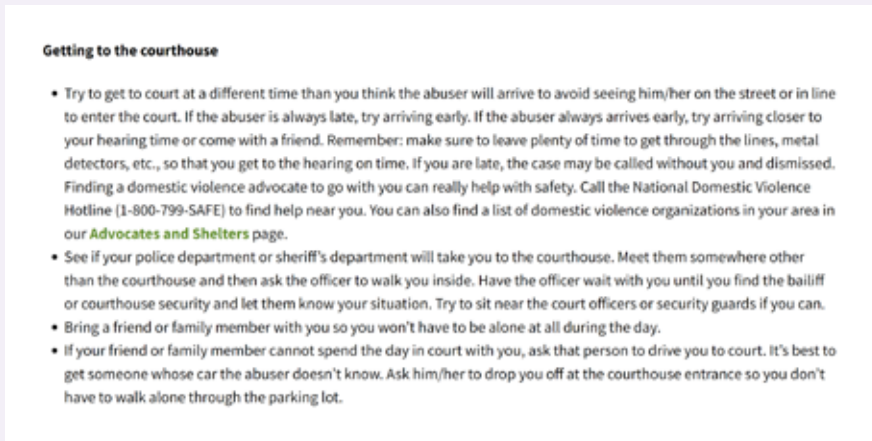 Getting to the courthouse
• Try to get to court at a different time than you think the abuser will arrive to avoid seeing him/her on the street or in line
to enter the court. If the abuser is always late, try arriving early. If the abuser always arrives early, try arriving closer to
your hearing time or come with a friend. Remember: make sure to leave plenty of time to get through the lines, metal
detectors, etc., so that you get to the hearing on time. If you are late, the case may be called without you and dismissed.
Finding a domestic violence advocate to go with you can really help with safety. Call the National Domestic Violence
Hotline (1-800-799-SAFE) to find help near you. You can also find a list of domestic violence organizations in your area in
our Advocates and Shelters page.
• See if your police department or sheriff's department will take you to the courthouse. Meet them somewhere other
than the courthouse and then ask the officer to walk you inside. Have the officer wait with you until you find the bailiff
or courthouse security and let them know your situation. Try to sit near the court officers or security guards if you can.
• Bring a friend or family member with you so you won't have to be alone at all during the day.
• If your friend or family member cannot spend the day in court with you, ask that person to drive you to court. It's best to
get someone whose car the abuser doesn't know. Ask him/her to drop you off at the courthouse entrance so you don't
have to walk alone through the parking lot.